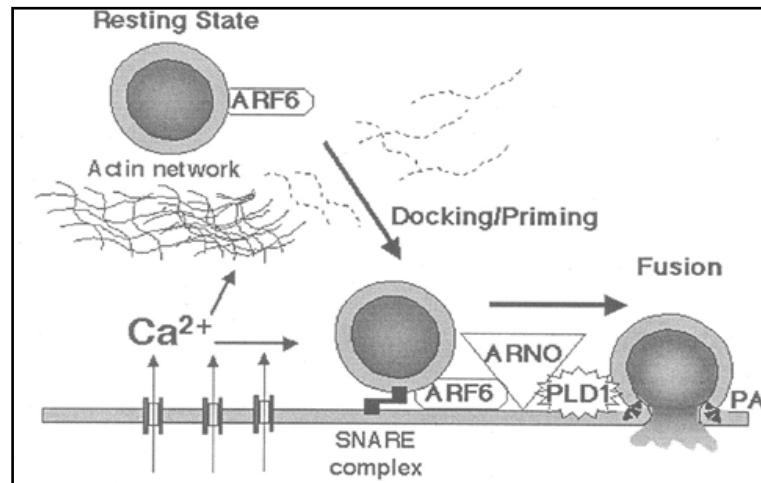 Resting State
ARF6
Actin network
Docking/Priming
Fusion
Ca²⁺
ARNO
ARF6
PLD1
PA
SNARE
complex